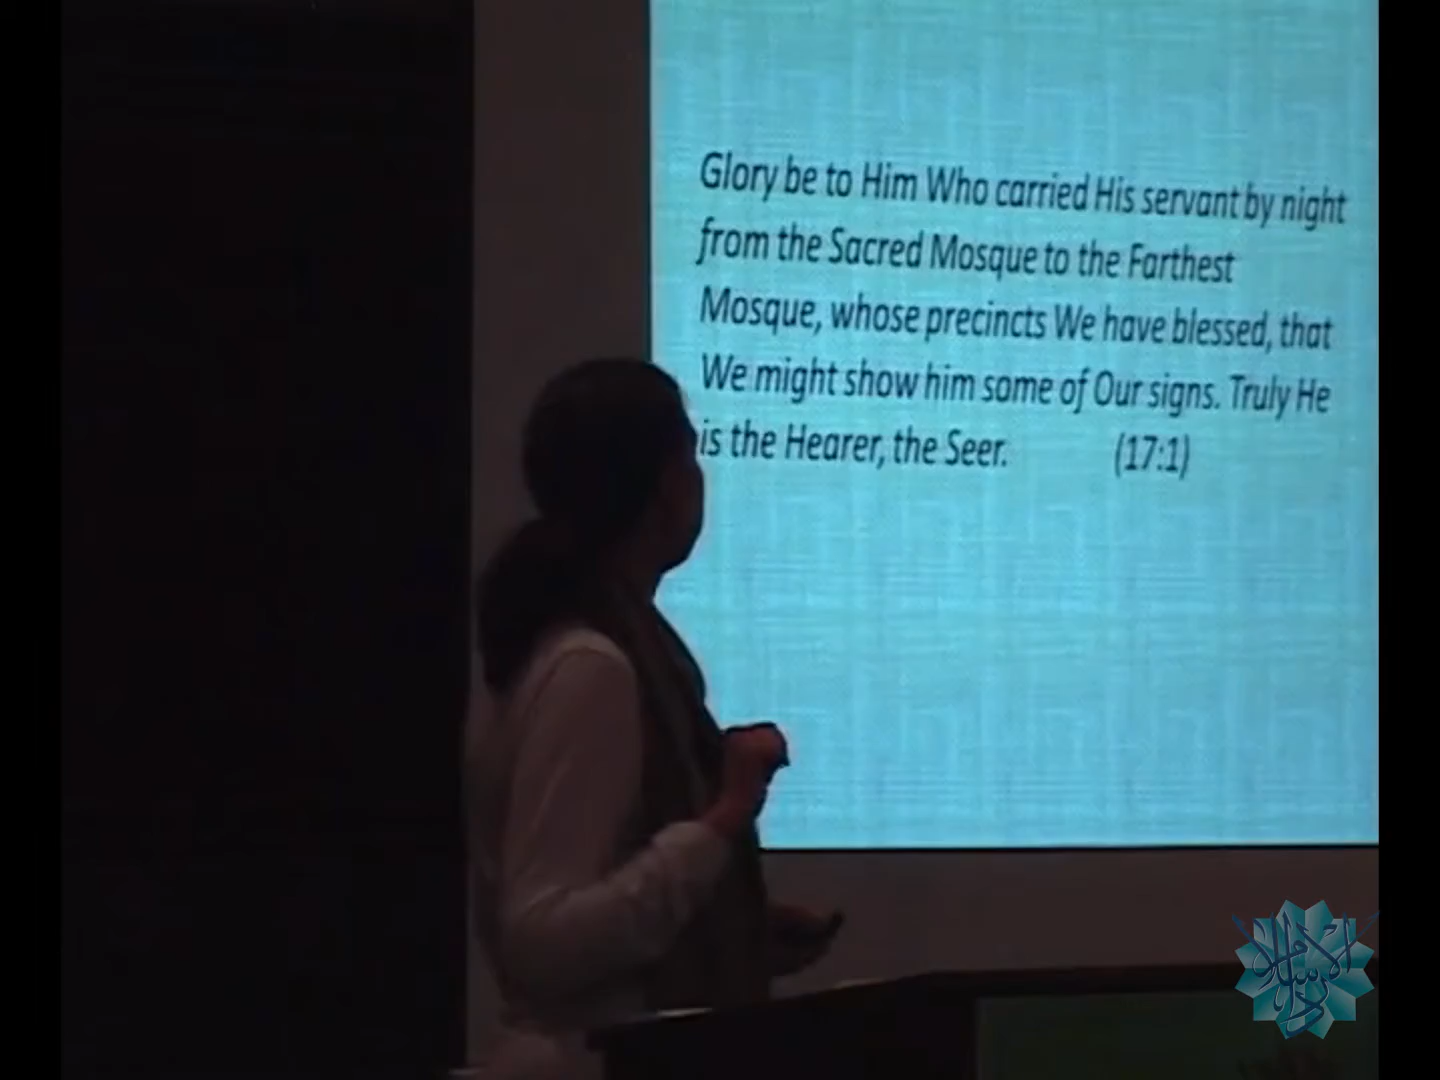 Glory be to Him Who carried His servant by night
from the Sacred Mosque to the Farthest
Mosque, whose precincts We have blessed, that
We might show him some of Our signs. Truly He
is the Hearer, the Seer. (17:1)